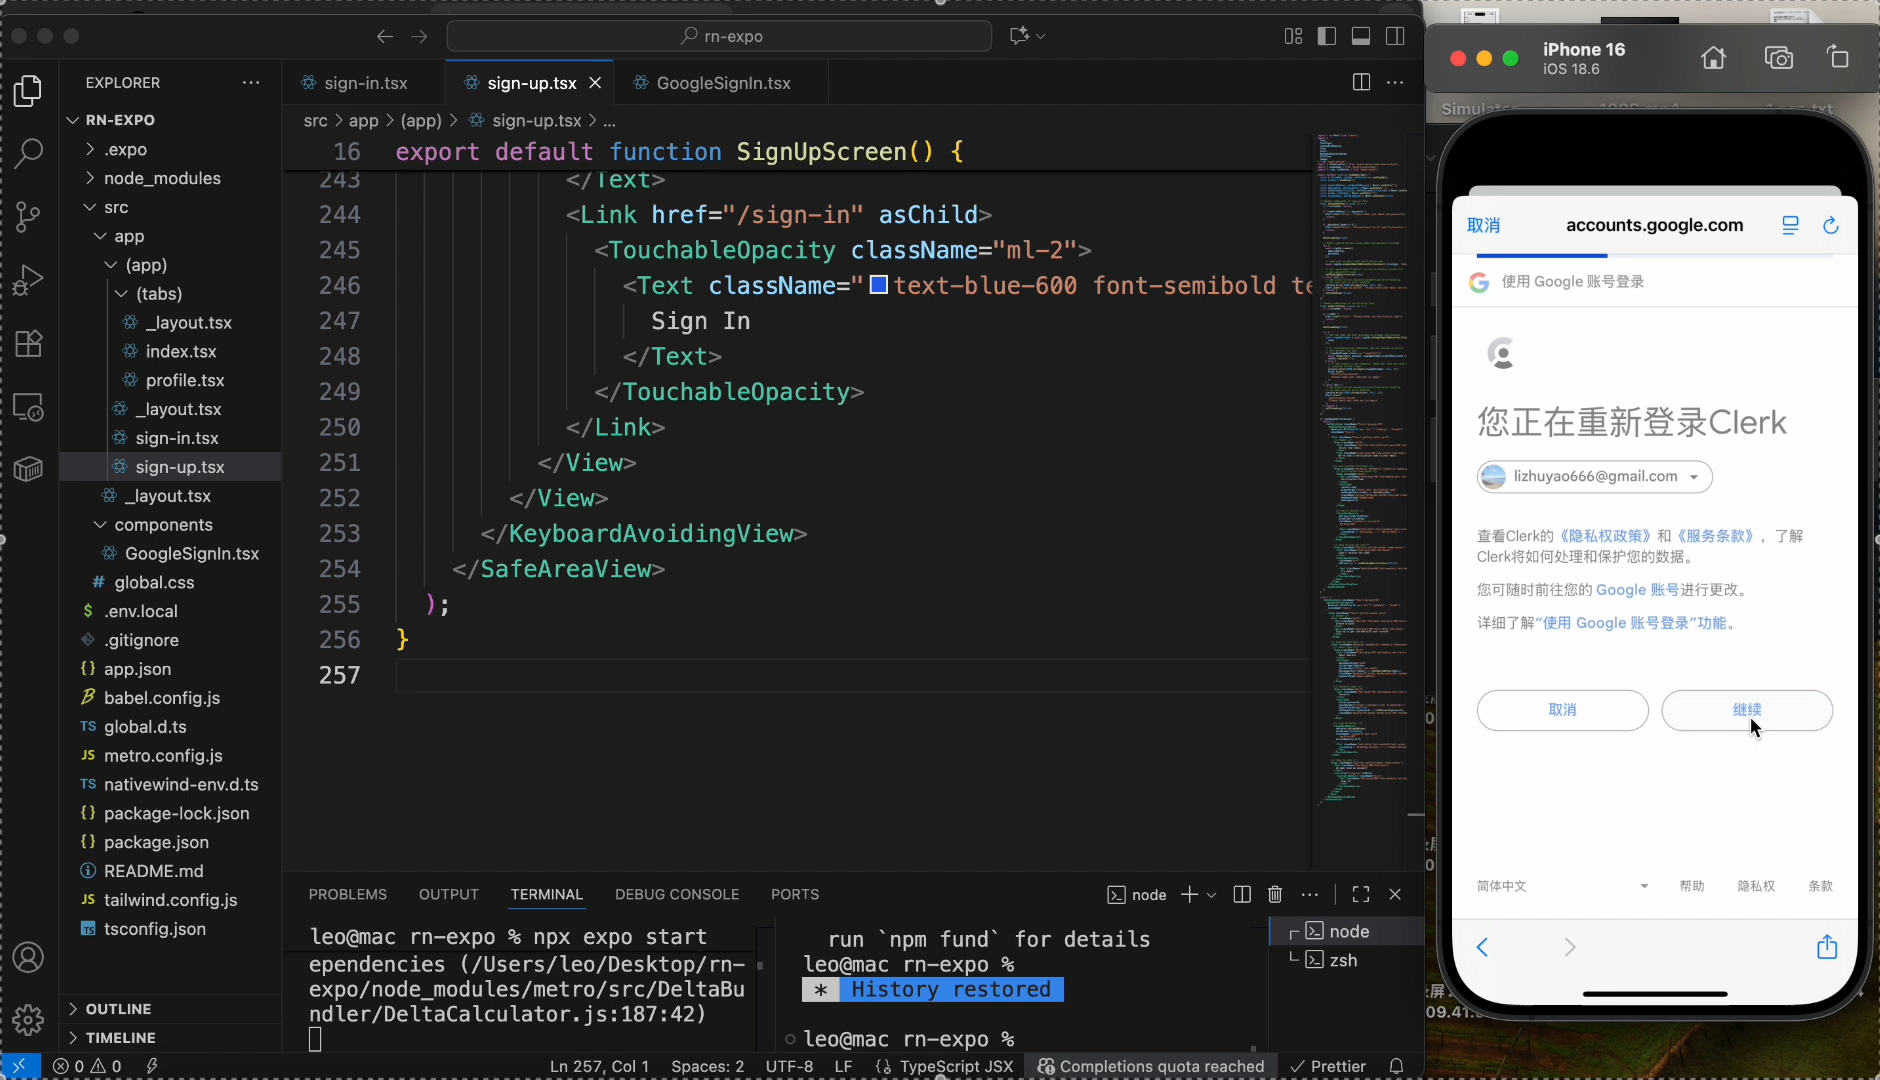 rn-expo
EXPLORER
RN-EXPO
.expo
node_modules
src
app
(app)
(tabs)
_layout.tsx
index.tsx
profile.tsx
_layout.tsx
sign-in.tsx
sign-up.tsx
_layout.tsx
components
GoogleSignIn.tsx
# global.css
$ .env.local
.gitignore
{} app.json
babel.config.js
TS global.d.ts
JS metro.config.js
TS nativewind-env.d.ts
{} package-lock.json
{} package.json
README.md
JS tailwind.config.js
TS tsconfig.json
OUTLINE
TIMELINE
sign-in.tsx
sign-up.tsx
GoogleSignIn.tsx
src > app > (app) > sign-up.tsx > ...
16 export default function SignUpScreen() {
243 </Text>
244 <Link href="/sign-in" asChild>
245 <TouchableOpacity className="ml-2">
246 <Text className="text-blue-600 font-semibold te
247 Sign In
248 </Text>
249 </TouchableOpacity>
250 </Link>
251 </View>
252 </View>
253 </KeyboardAvoidingView>
254 </SafeAreaView>
255 );
256 }
257
PROBLEMS
OUTPUT
TERMINAL
DEBUG CONSOLE
PORTS
node
leo@mac rn-expo % npx expo start
ependencies (/Users/leo/Desktop/rn-
expo/node_modules/metro/src/DeltaBu
ndler/DeltaCalculator.js:187:42)
run `npm fund` for details
leo@mac rn-expo %
* History restored
leo@mac rn-expo %
node
zsh
0 0
Ln 257, Col 1
Spaces: 2
UTF-8
LF
{} TypeScript JSX
Completions quota reached
Prettier
iPhone 16
iOS 18.6
取消
accounts.google.com
使用 Google 账号登录
您正在重新登录Clerk
lizhuyao666@gmail.com
查看Clerk的《隐私权政策》和《服务条款》，了解
Clerk将如何处理和保护您的数据。
您可随时前往您的 Google 账号进行更改。
详细了解“使用 Google 账号登录”功能。
取消
继续
简体中文
帮助
隐私权
条款